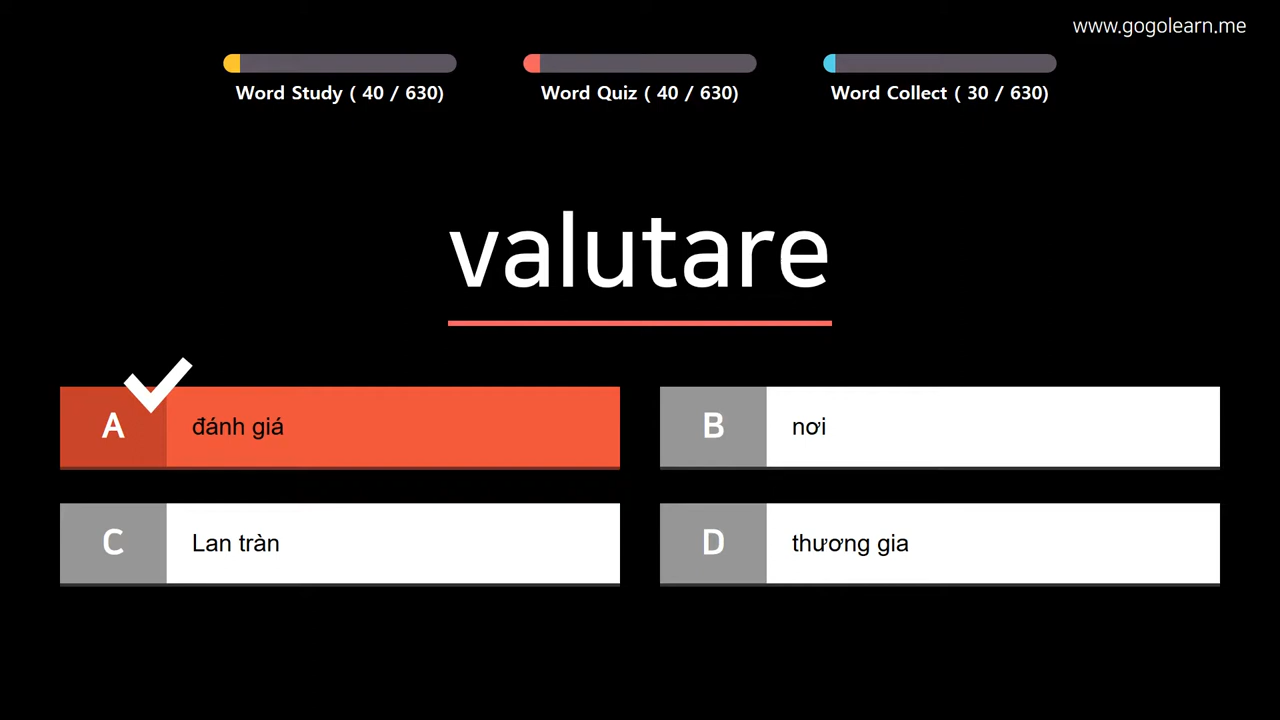 www.gogolearn.me
Word Study ( 40 / 630)
Word Quiz ( 40 / 630)
Word Collect ( 30 / 630)
valutare
A đánh giá
B nơi
C Lan tràn
D thương gia